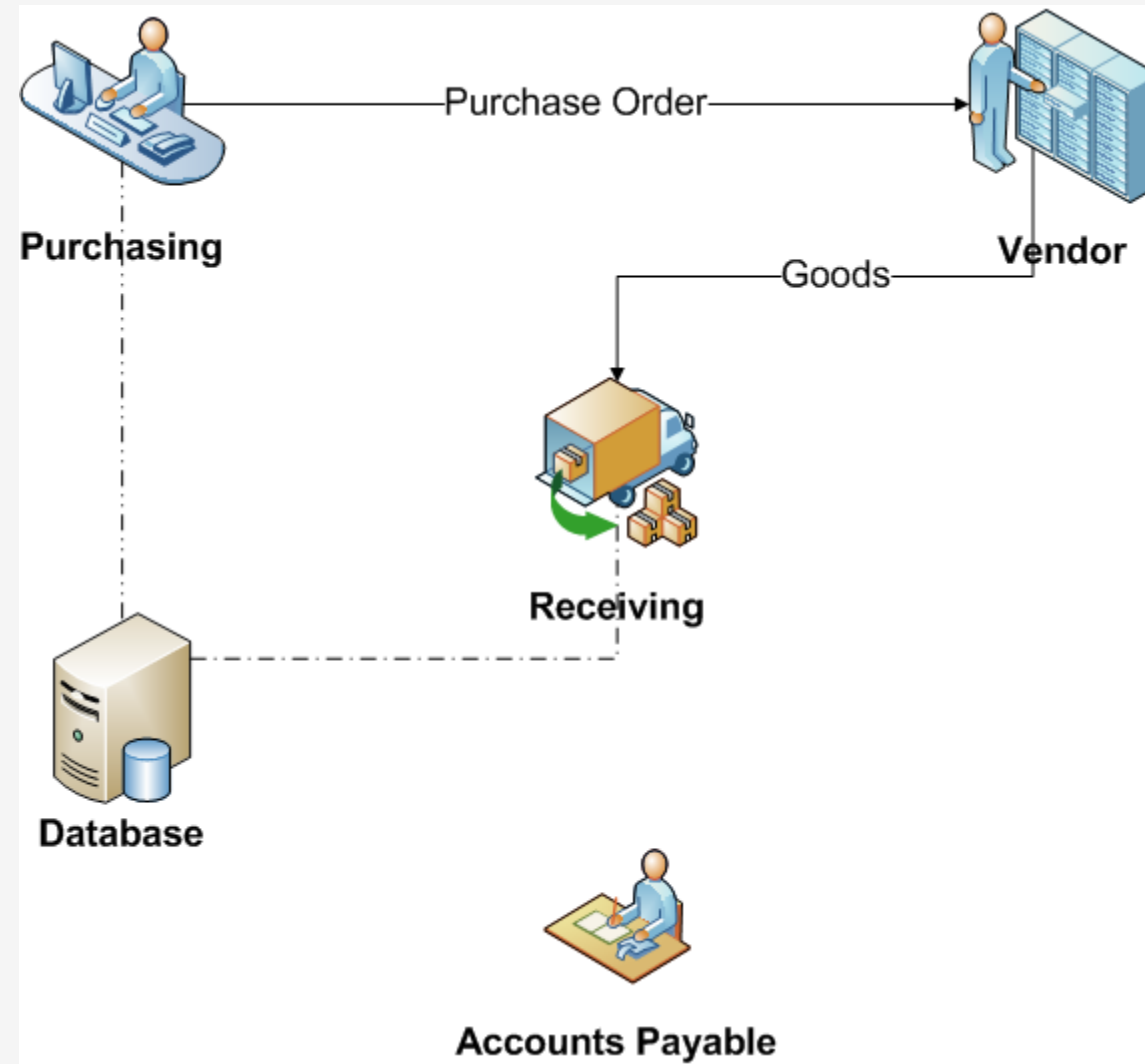 Purchase Order
Purchasing
Vendor
Goods
Receiving
Database
Accounts Payable